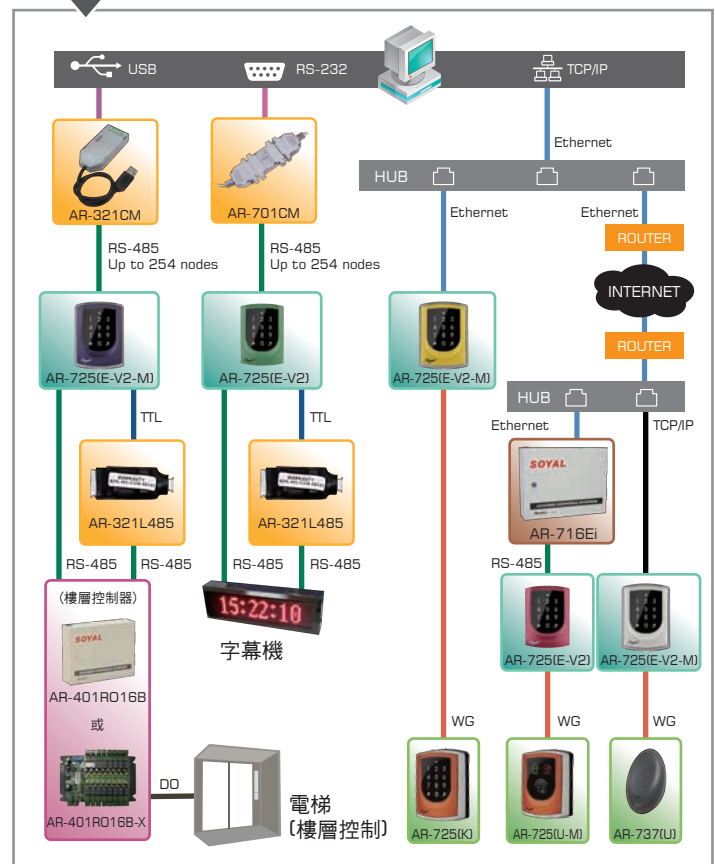 USB
RS-232
TCP/IP
Ethernet
HUB
AR-321CM
AR-701CM
Ethernet
Ethernet
ROUTER
RS-485
Up to 254 nodes
RS-485
Up to 254 nodes
INTERNET
ROUTER
AR-725(E-V2-M)
AR-725(E-V2)
AR-725(E-V2-M)
HUB
TTL
TTL
Ethernet
TCP/IP
SOYAL
AR-321L485
AR-321L485
AR-716Ei
RS-485
RS-485
RS-485
RS-485
RS-485
(樓層控制器)
15:22:10
SOYAL
字幕機
AR-725(E-V2)
AR-725(E-V2-M)
AR-401RO16B
或
WG
WG
WG
DO
電梯
(樓層控制)
AR-401RO16B-X
AR-725(K)
AR-725(U-M)
AR-737(U)